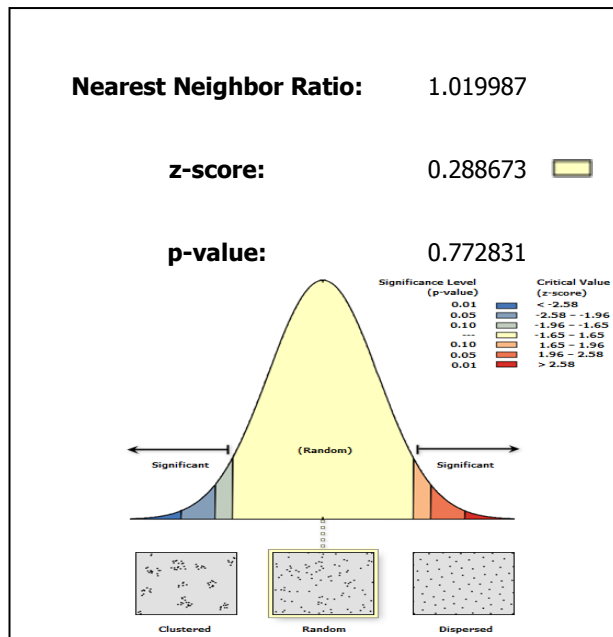 Nearest Neighbor Ratio: 1.019987
z-score: 0.288673
p-value: 0.772831
Significance Level Critical Value
(p-value) (z-score)
0.01 < -2.58
0.05 -2.58 – -1.96
0.10 -1.96 – -1.65
--- -1.65 – 1.65
0.10 1.65 – 1.96
0.05 1.96 – 2.58
0.01 > 2.58
(Random)
Significant Significant
Clustered Random Dispersed